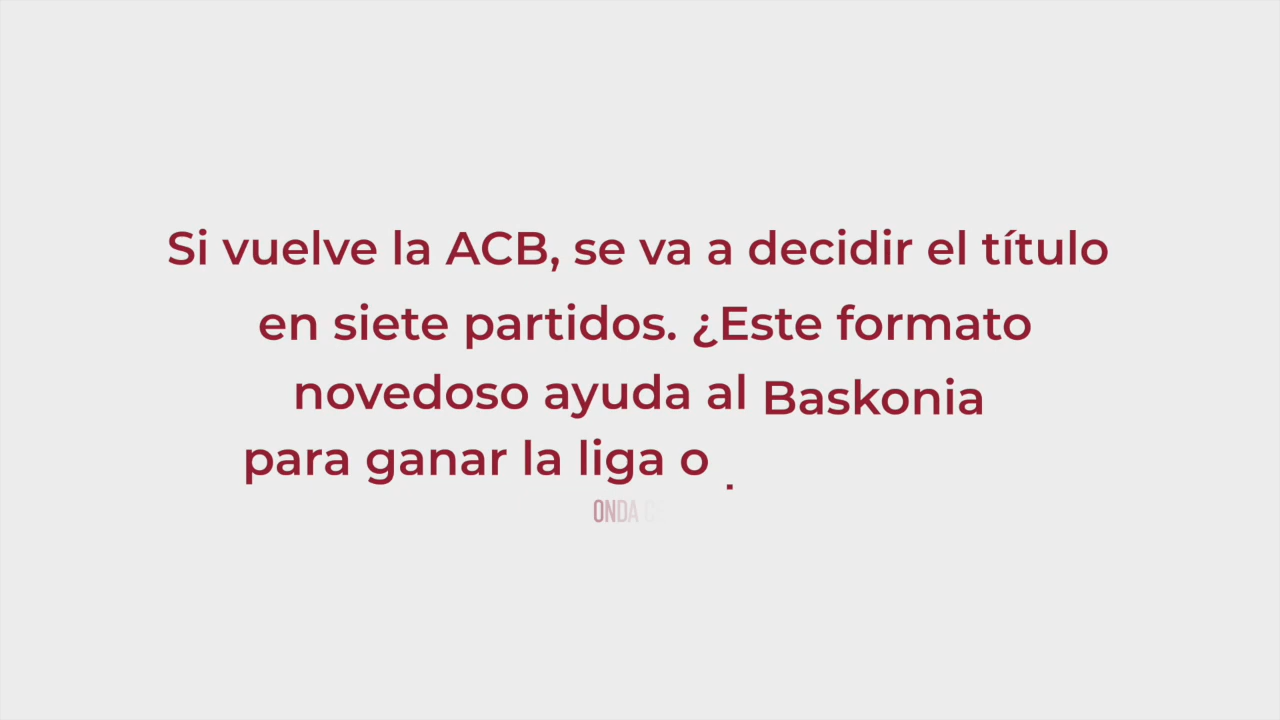 Si vuelve la ACB, se va a decidir el título
en siete partidos. ¿Este formato
novedoso ayuda al Baskonia
para ganar la liga o
ONDA